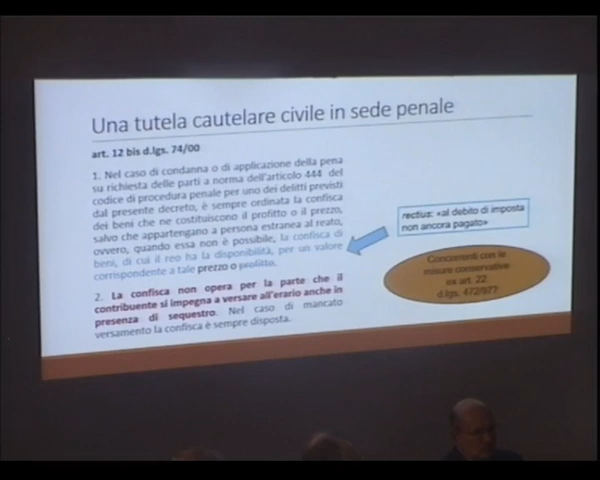 Una tutela cautelare civile in sede penale
art. 12 bis d.lgs. 74/00
1. Nel caso di condanna o di applicazione della pena
su richiesta delle parti a norma dell'articolo 444 del
codice di procedura penale per uno dei delitti previsti
dal presente decreto, è sempre ordinata la confisca
dei beni che ne costituiscono il profitto o il prezzo,
salvo che appartengano a persona estranea al reato,
ovvero, quando essa non è possibile, la confisca di
beni, di cui il reo ha la disponibilità, per un valore
corrispondente a tale prezzo o profitto.
2. La confisca non opera per la parte che il
contribuente si impegna a versare all'erario anche in
presenza di sequestro. Nel caso di mancato
versamento la confisca è sempre disposta.
rectius: «al debito di imposta
non ancora pagato»
Concorrenti con le
misure conservative
ex art. 22
d.lgs. 472/97?